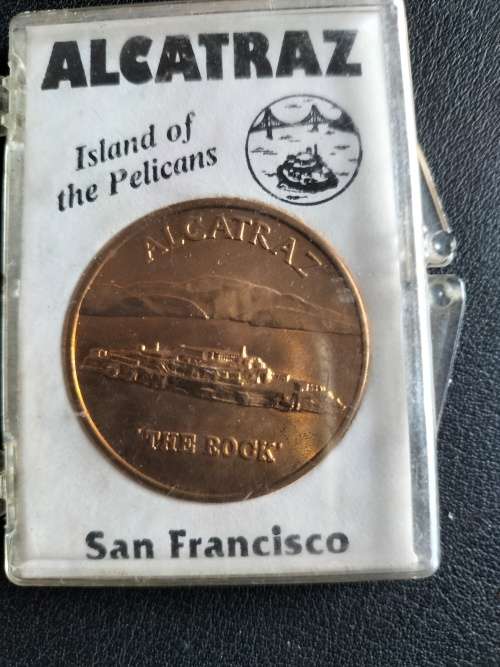 ALCATRAZ
Island of
the Pelicans
ALCATRAZ
'THE ROCK'
San Francisco